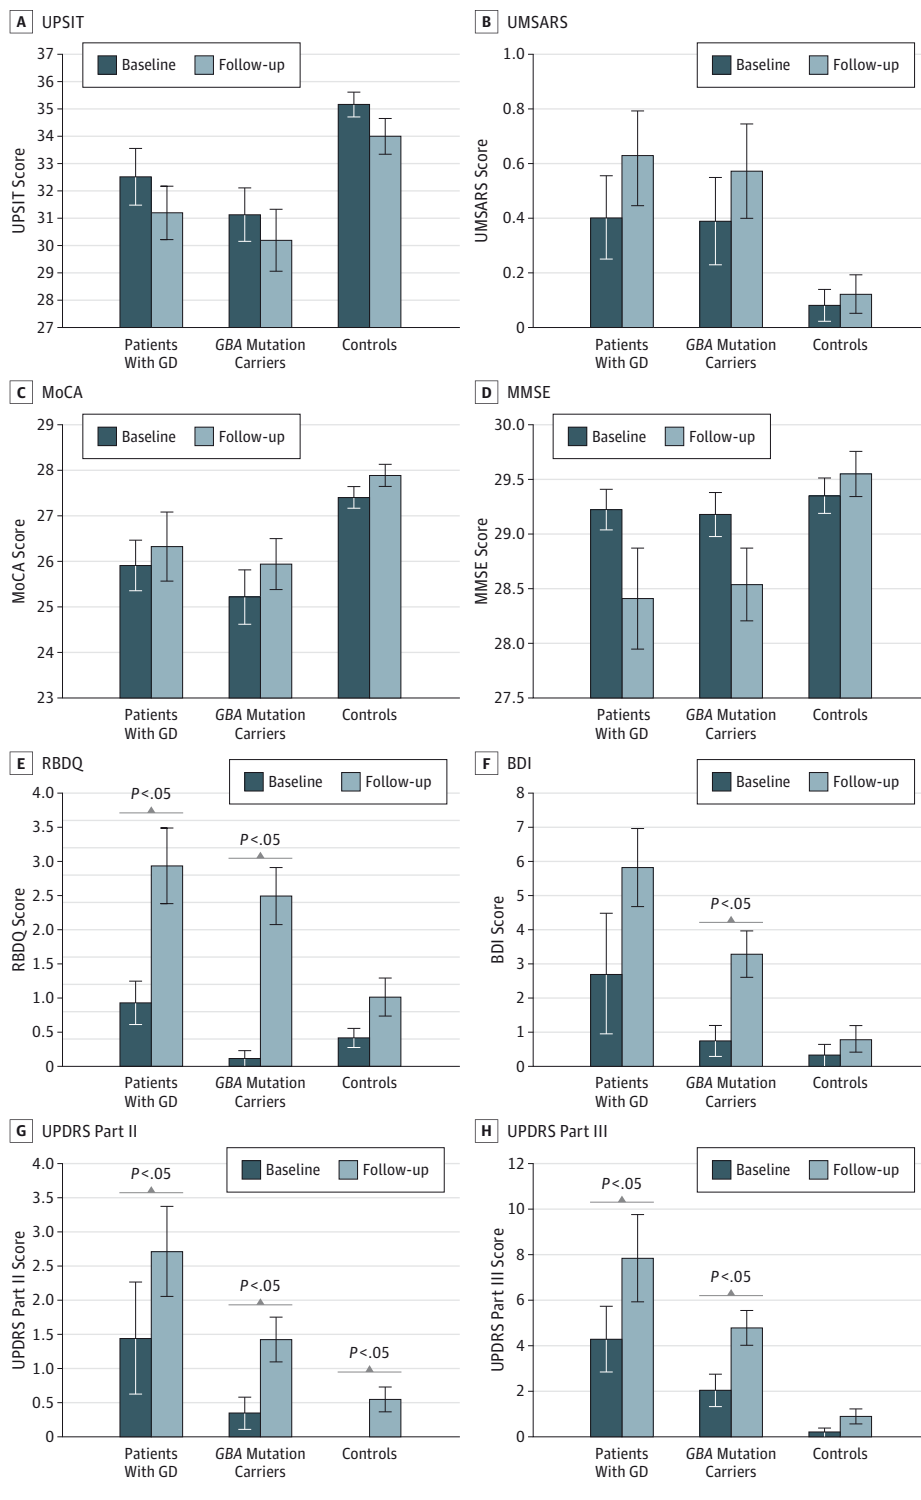 A UPSIT
Baseline Follow-up
UPSIT Score
37
36
35
34
33
32
31
30
29
28
27
Patients With GD
GBA Mutation Carriers
Controls
B UMSARS
Baseline Follow-up
UMSARS Score
1.0
0.8
0.6
0.4
0.2
0
Patients With GD
GBA Mutation Carriers
Controls
C MoCA
Baseline Follow-up
MoCA Score
29
28
27
26
25
24
23
Patients With GD
GBA Mutation Carriers
Controls
D MMSE
Baseline Follow-up
MMSE Score
30.0
29.5
29.0
28.5
28.0
27.5
Patients With GD
GBA Mutation Carriers
Controls
E RBDQ
Baseline Follow-up
RBDQ Score
4.0
3.5
3.0
2.5
2.0
1.5
1.0
0.5
0
P<.05
P<.05
Patients With GD
GBA Mutation Carriers
Controls
F BDI
Baseline Follow-up
BDI Score
8
7
6
5
4
3
2
1
0
P<.05
Patients With GD
GBA Mutation Carriers
Controls
G UPDRS Part II
Baseline Follow-up
UPDRS Part II Score
4.0
3.5
3.0
2.5
2.0
1.5
1.0
0.5
0
P<.05
P<.05
P<.05
Patients With GD
GBA Mutation Carriers
Controls
H UPDRS Part III
Baseline Follow-up
UPDRS Part III Score
12
10
8
6
4
2
0
P<.05
P<.05
Patients With GD
GBA Mutation Carriers
Controls